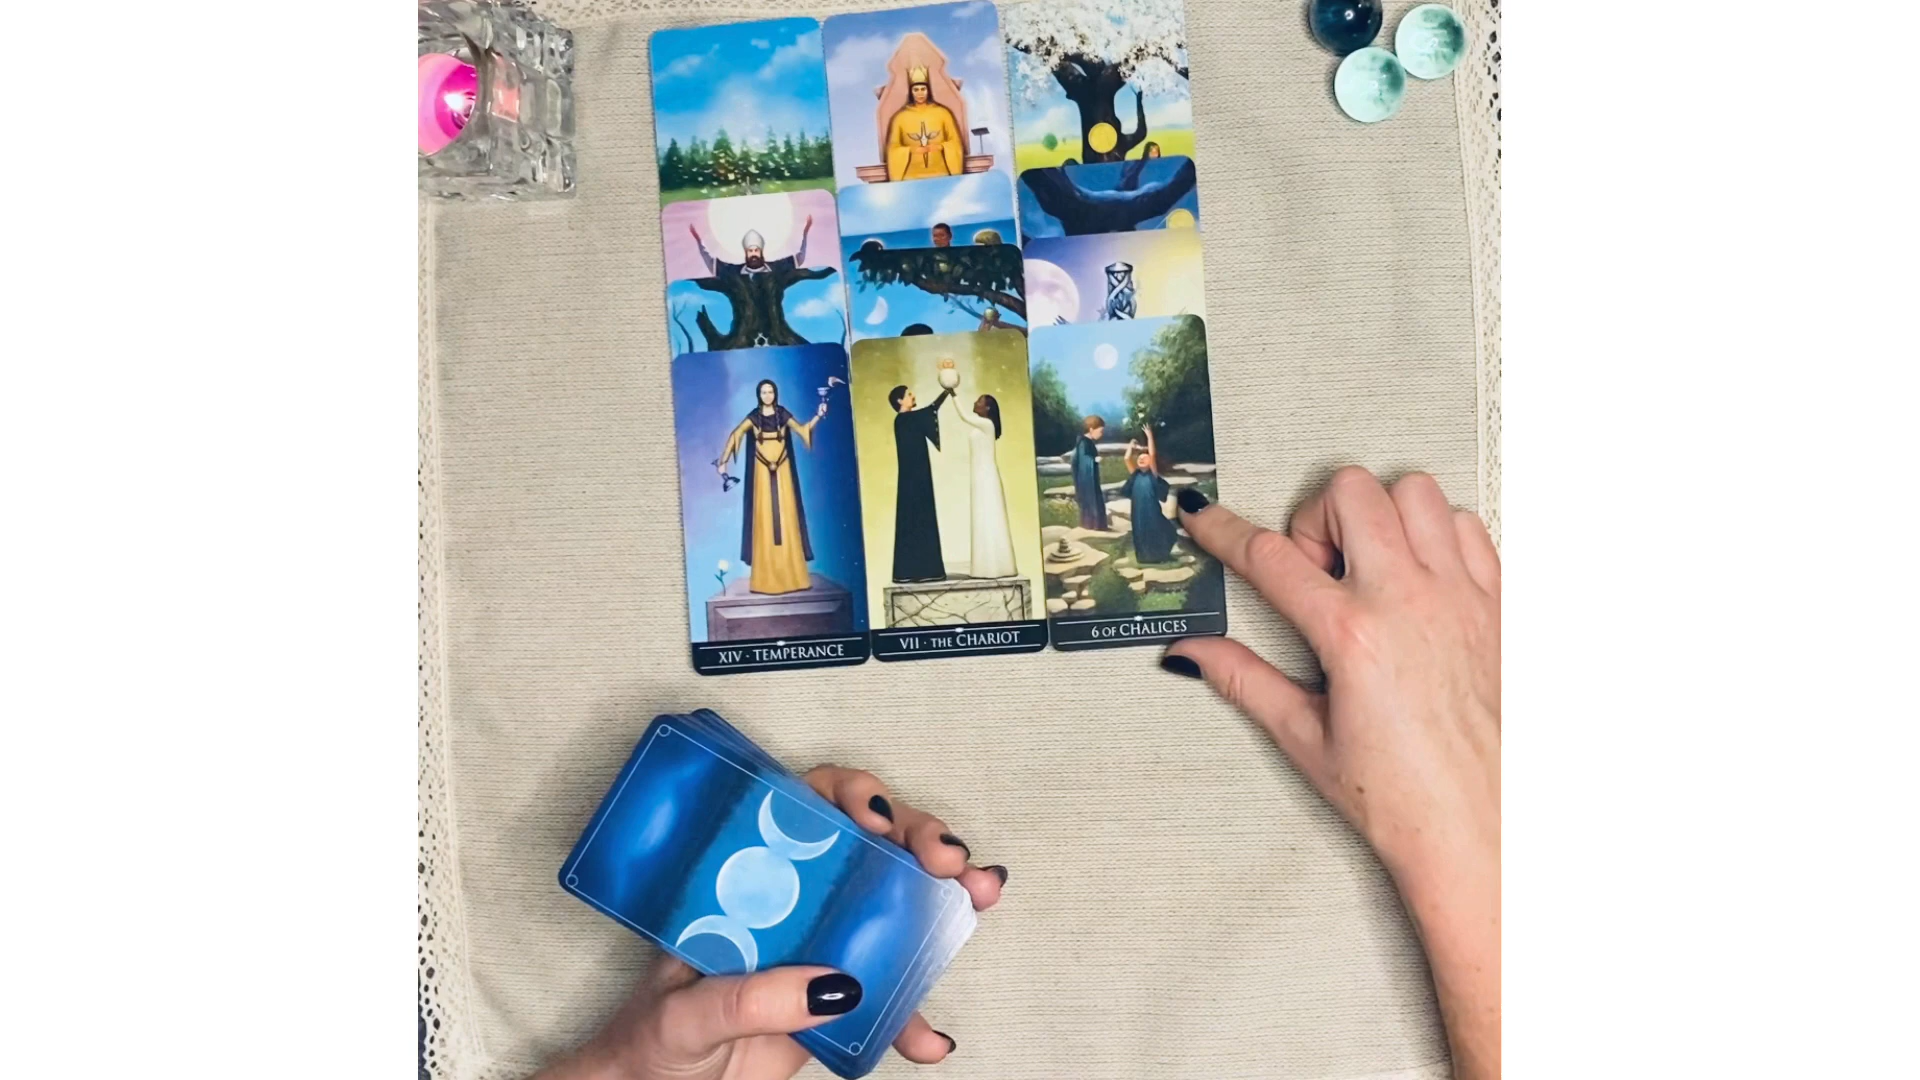 XIV · TEMPERANCE
VII · THE CHARIOT
6 OF CHALICES